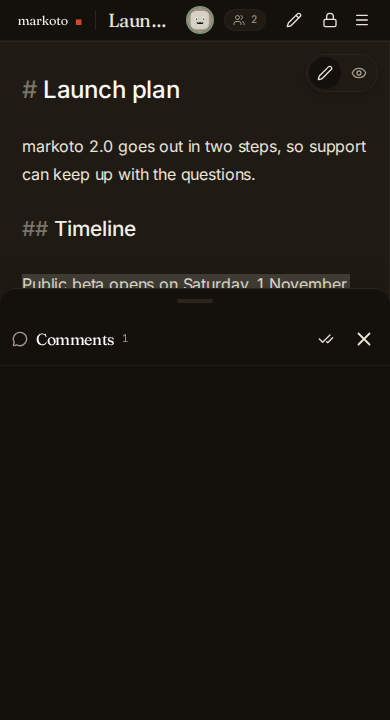 markoto
Laun...
2
# Launch plan
markoto 2.0 goes out in two steps, so support
can keep up with the questions.
## Timeline
Public beta opens on Saturday, 1 November.
Comments 1